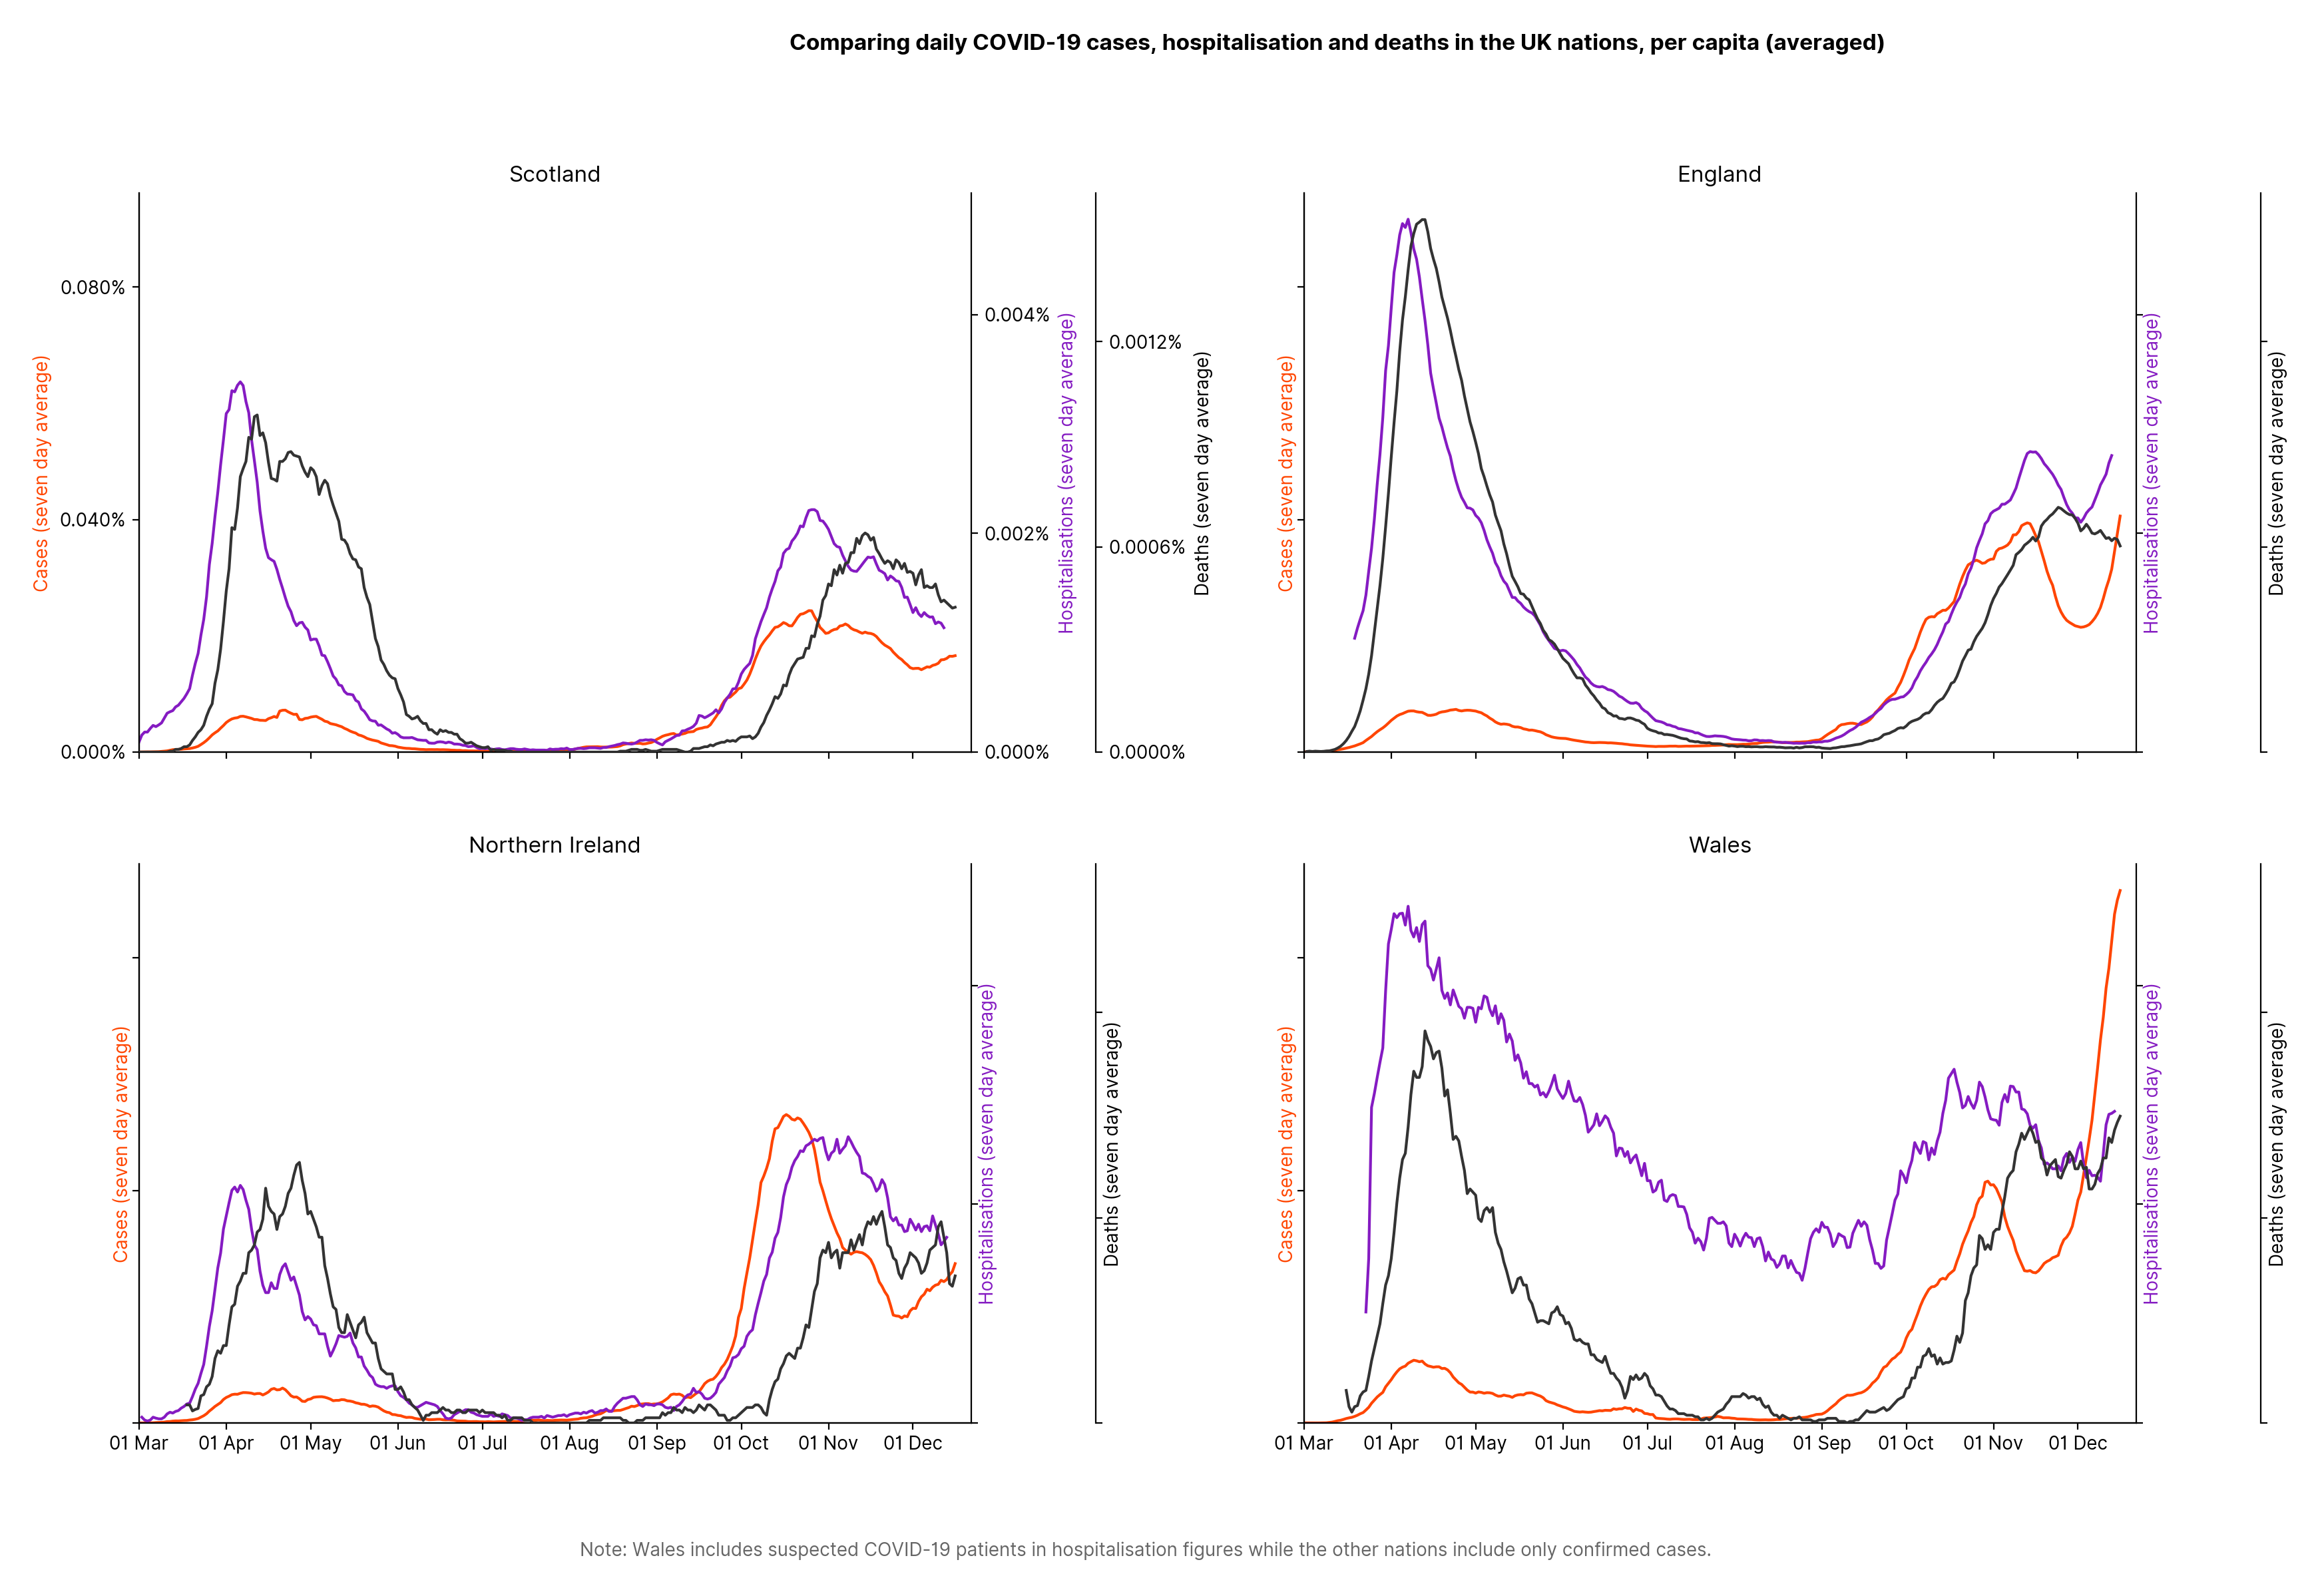 Comparing daily COVID-19 cases, hospitalisation and deaths in the UK nations, per capita (averaged)
Scotland
Cases (seven day average)
0.080%
0.040%
0.000%
0.004%
0.002%
0.000%
Hospitalisations (seven day average)
0.0012%
0.0006%
0.0000%
Deaths (seven day average)
England
Cases (seven day average)
Hospitalisations (seven day average)
Deaths (seven day average)
Northern Ireland
Cases (seven day average)
Hospitalisations (seven day average)
Deaths (seven day average)
01 Mar 01 Apr 01 May 01 Jun 01 Jul 01 Aug 01 Sep 01 Oct 01 Nov 01 Dec
Wales
Cases (seven day average)
Hospitalisations (seven day average)
Deaths (seven day average)
01 Mar 01 Apr 01 May 01 Jun 01 Jul 01 Aug 01 Sep 01 Oct 01 Nov 01 Dec
Note: Wales includes suspected COVID-19 patients in hospitalisation figures while the other nations include only confirmed cases.